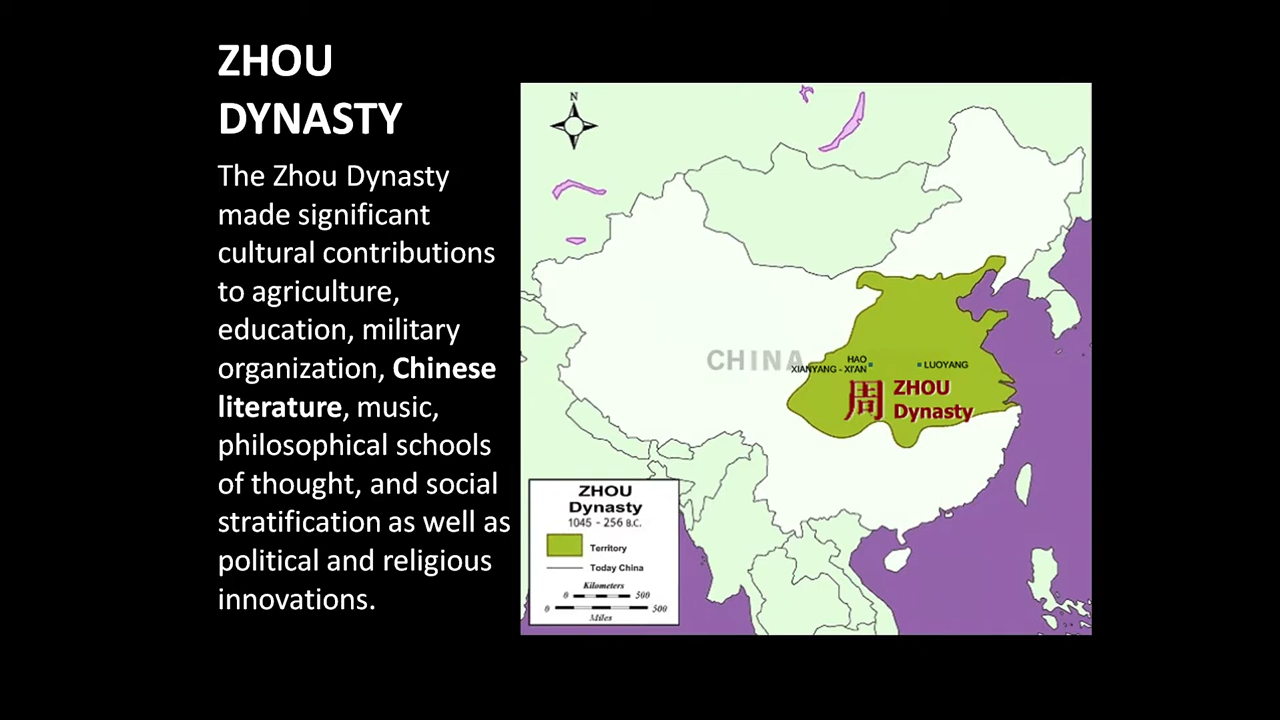 ZHOU
DYNASTY
The Zhou Dynasty
made significant
cultural contributions
to agriculture,
education, military
organization, Chinese
literature, music,
philosophical schools
of thought, and social
stratification as well as
political and religious
innovations.
N
CHINA
HAO
XIANYANG - XI'AN
LUOYANG
周
ZHOU
Dynasty
ZHOU
Dynasty
1045 - 256 B.C.
Territory
Today China
Kilometers
0 500
0 500
Miles